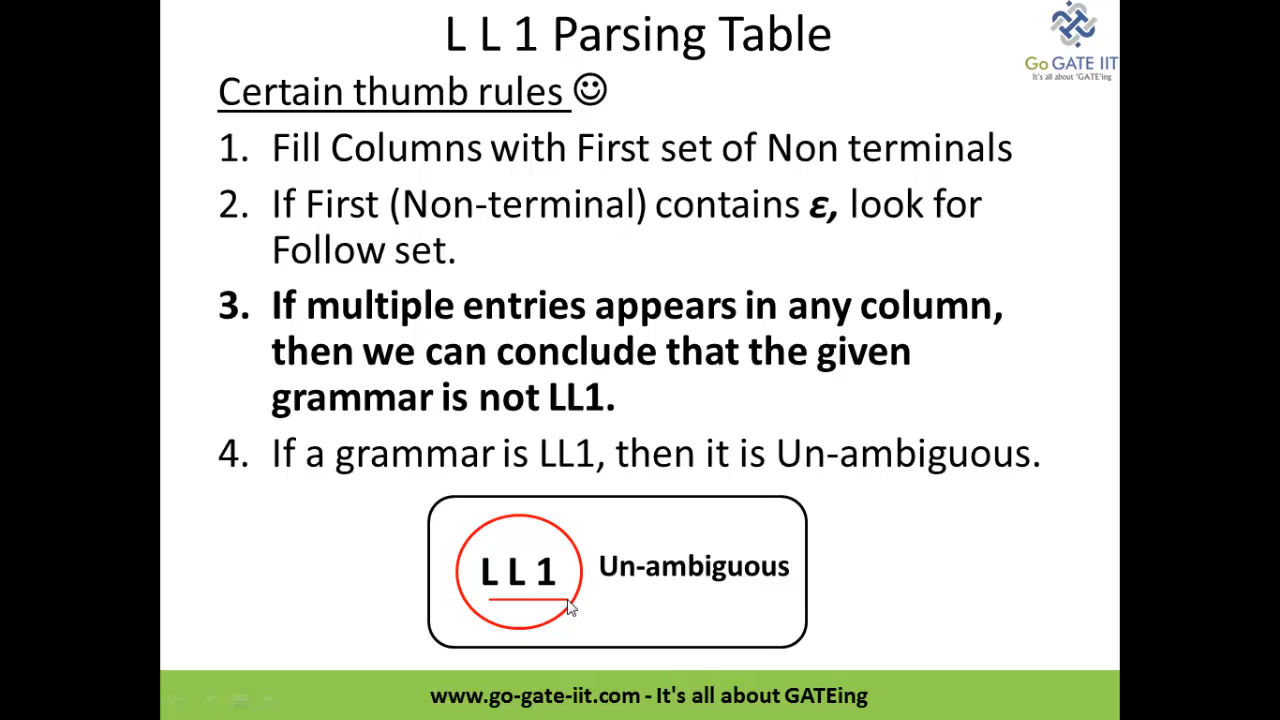 L L 1 Parsing Table
Go GATE IIT
It's all about 'GATE'ing
Certain thumb rules ☺
1. Fill Columns with First set of Non terminals
2. If First (Non-terminal) contains ε, look for
Follow set.
3. If multiple entries appears in any column,
then we can conclude that the given
grammar is not LL1.
4. If a grammar is LL1, then it is Un-ambiguous.
L L 1 Un-ambiguous
www.go-gate-iit.com - It's all about GATEing